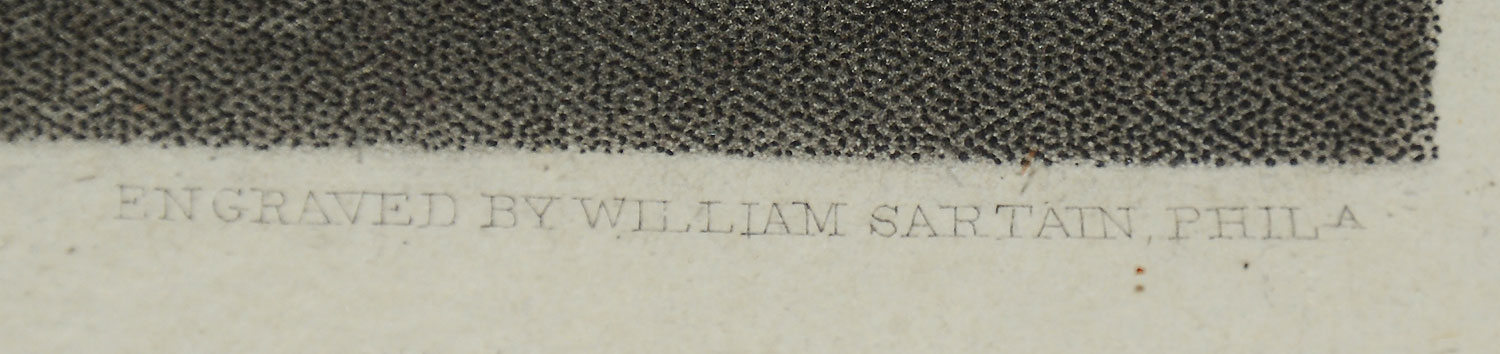 ENGRAVED BY WILLIAM SARTAIN, PHILA